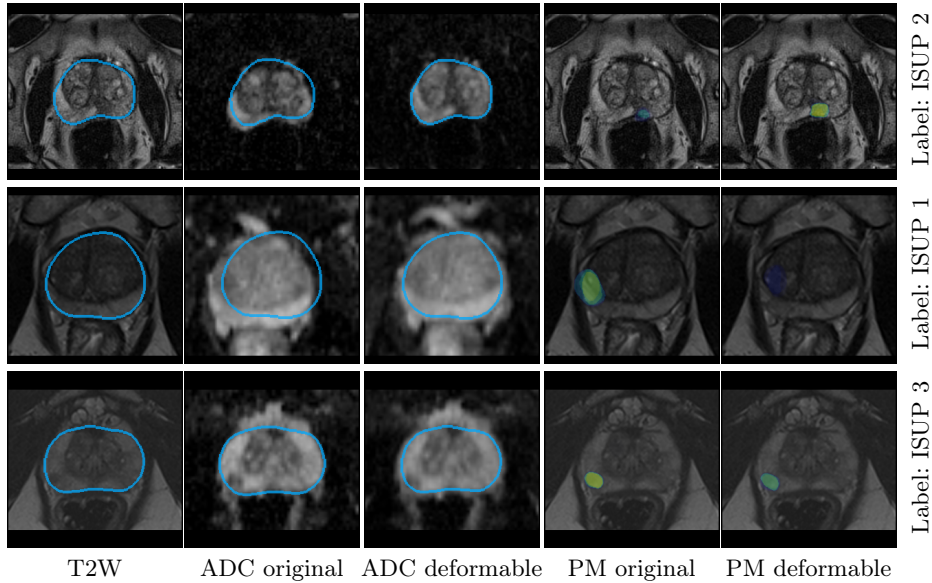 Label: ISUP 2
Label: ISUP 1
Label: ISUP 3
T2W
ADC original
ADC deformable
PM original
PM deformable